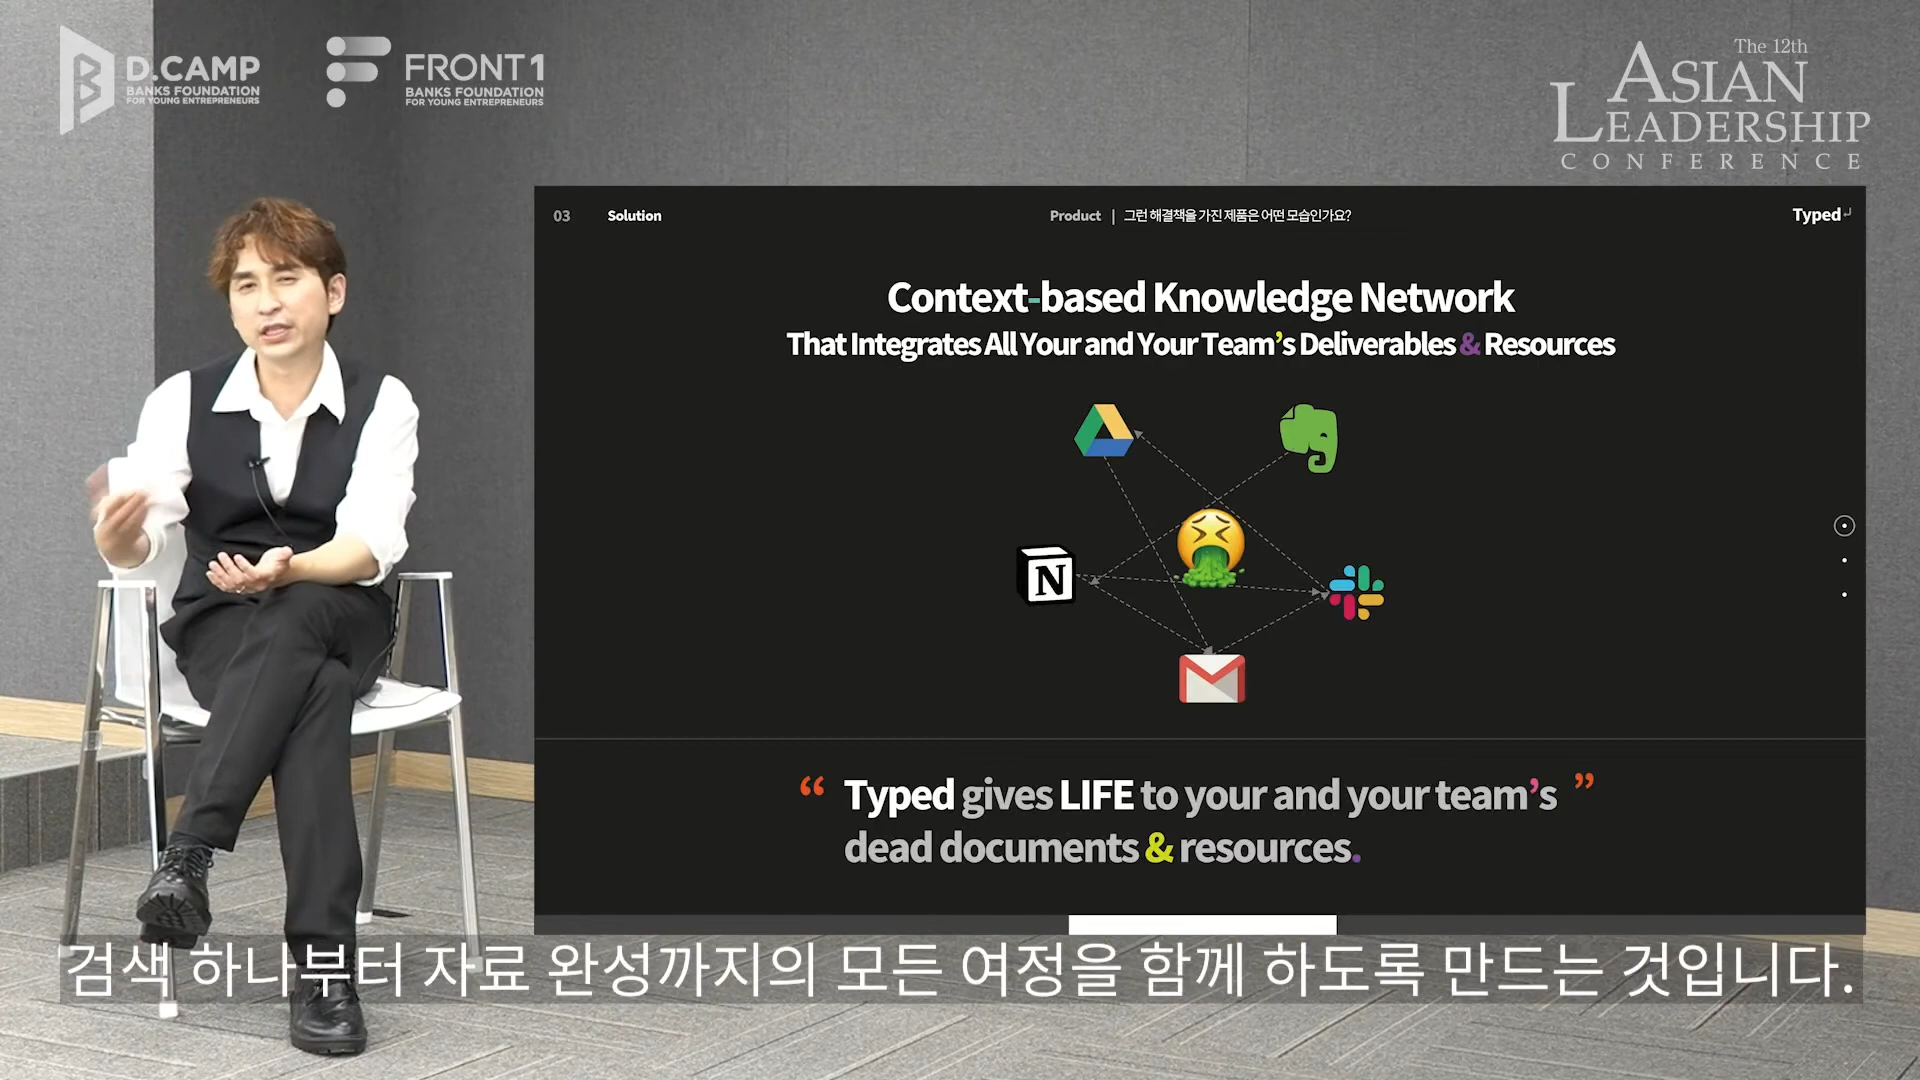 D.CAMP
BANKS FOUNDATION
FOR YOUNG ENTREPRENEURS
FRONT1
BANKS FOUNDATION
FOR YOUNG ENTREPRENEURS
The 12th
ASIAN
LEADERSHIP
CONFERENCE
03 Solution Product | 그런 해결책을 가진 제품은 어떤 모습인가요? Typed
Context-based Knowledge Network
That Integrates All Your and Your Team’s Deliverables & Resources
N
“ Typed gives LIFE to your and your team’s ”
dead documents & resources.
검색 하나부터 자료 완성까지의 모든 여정을 함께 하도록 만드는 것입니다.